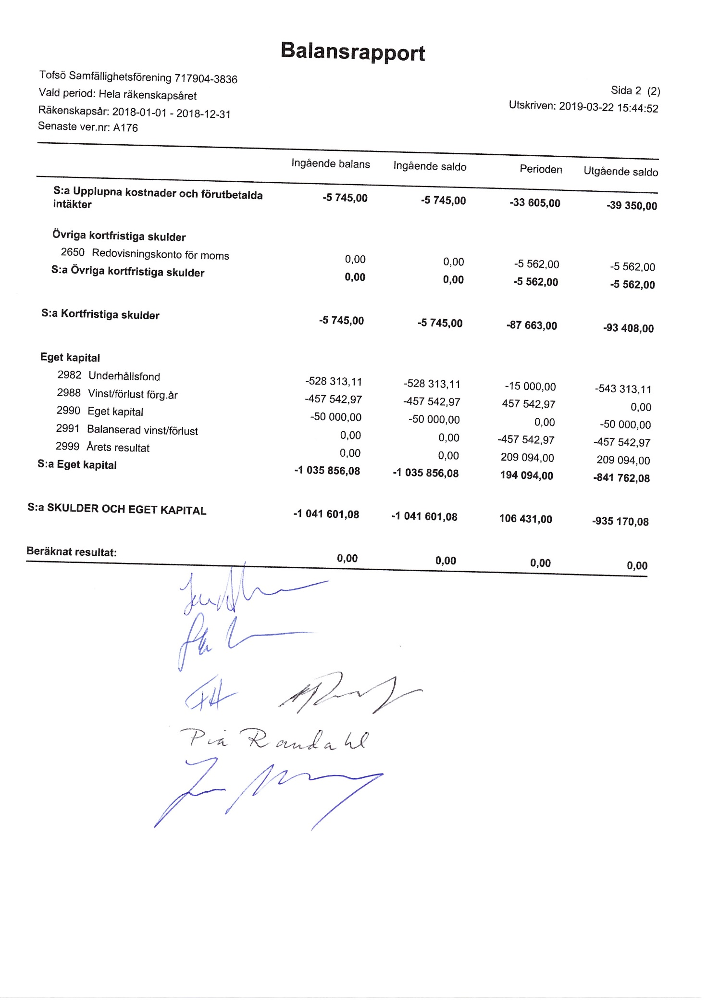 Balansrapport
Tofsö Samfällighetsförening 717904-3836
Vald period: Hela räkenskapsåret
Räkenskapsår: 2018-01-01 - 2018-12-31
Senaste ver.nr: A176
Sida 2 (2)
Utskriven: 2019-03-22 15:44:52
Ingående balans Ingående saldo Perioden Utgående saldo
S:a Upplupna kostnader och förutbetalda
intäkter -5 745,00 -5 745,00 -33 605,00 -39 350,00
Övriga kortfristiga skulder
2650 Redovisningskonto för moms 0,00 0,00 -5 562,00 -5 562,00
S:a Övriga kortfristiga skulder 0,00 0,00 -5 562,00 -5 562,00
S:a Kortfristiga skulder -5 745,00 -5 745,00 -87 663,00 -93 408,00
Eget kapital
2982 Underhållsfond -528 313,11 -528 313,11 -15 000,00 -543 313,11
2988 Vinst/förlust förg.år -457 542,97 -457 542,97 457 542,97 0,00
2990 Eget kapital -50 000,00 -50 000,00 0,00 -50 000,00
2991 Balanserad vinst/förlust 0,00 0,00 -457 542,97 -457 542,97
2999 Årets resultat 0,00 0,00 209 094,00 209 094,00
S:a Eget kapital -1 035 856,08 -1 035 856,08 194 094,00 -841 762,08
S:a SKULDER OCH EGET KAPITAL -1 041 601,08 -1 041 601,08 106 431,00 -935 170,08
Beräknat resultat: 0,00 0,00 0,00 0,00
Pia Randahl